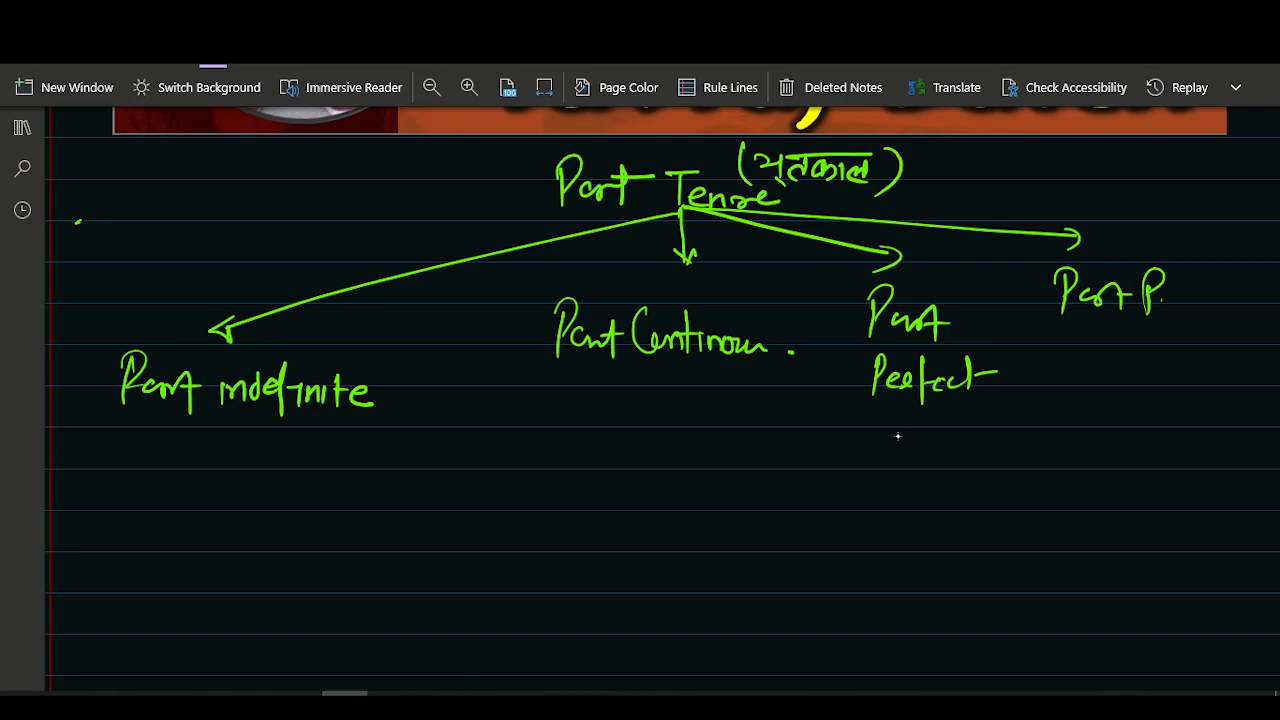 New Window Switch Background Immersive Reader Page Color Rule Lines Deleted Notes Translate Check Accessibility Replay
Past Tense (भूतकाल)
Past indefinite
Past Continous.
Past
Perfect
Past P.